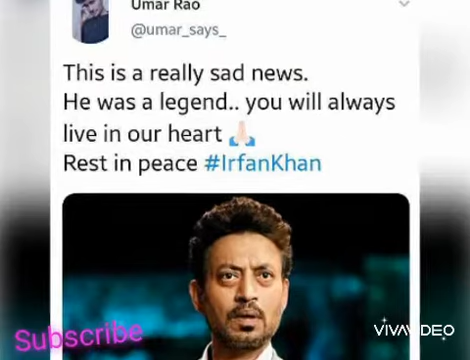 Umar Rao
@umar_says_
This is a really sad news.
He was a legend.. you will always
live in our heart 🙏🏻
Rest in peace #IrfanKhan
Subscribe
VIVAVIDEO